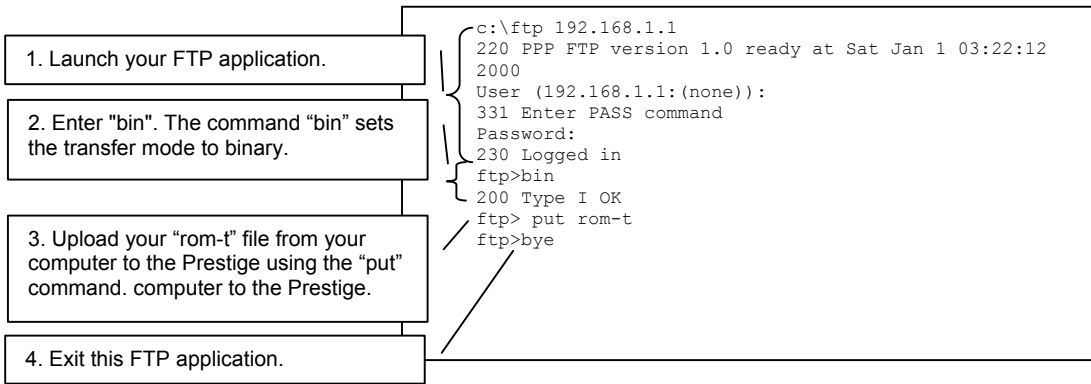 1. Launch your FTP application.
2. Enter "bin". The command “bin” sets
the transfer mode to binary.
3. Upload your “rom-t” file from your
computer to the Prestige using the “put”
command. computer to the Prestige.
4. Exit this FTP application.
c:\ftp 192.168.1.1
220 PPP FTP version 1.0 ready at Sat Jan 1 03:22:12
2000
User (192.168.1.1:(none)):
331 Enter PASS command
Password:
230 Logged in
ftp>bin
200 Type I OK
ftp> put rom-t
ftp>bye